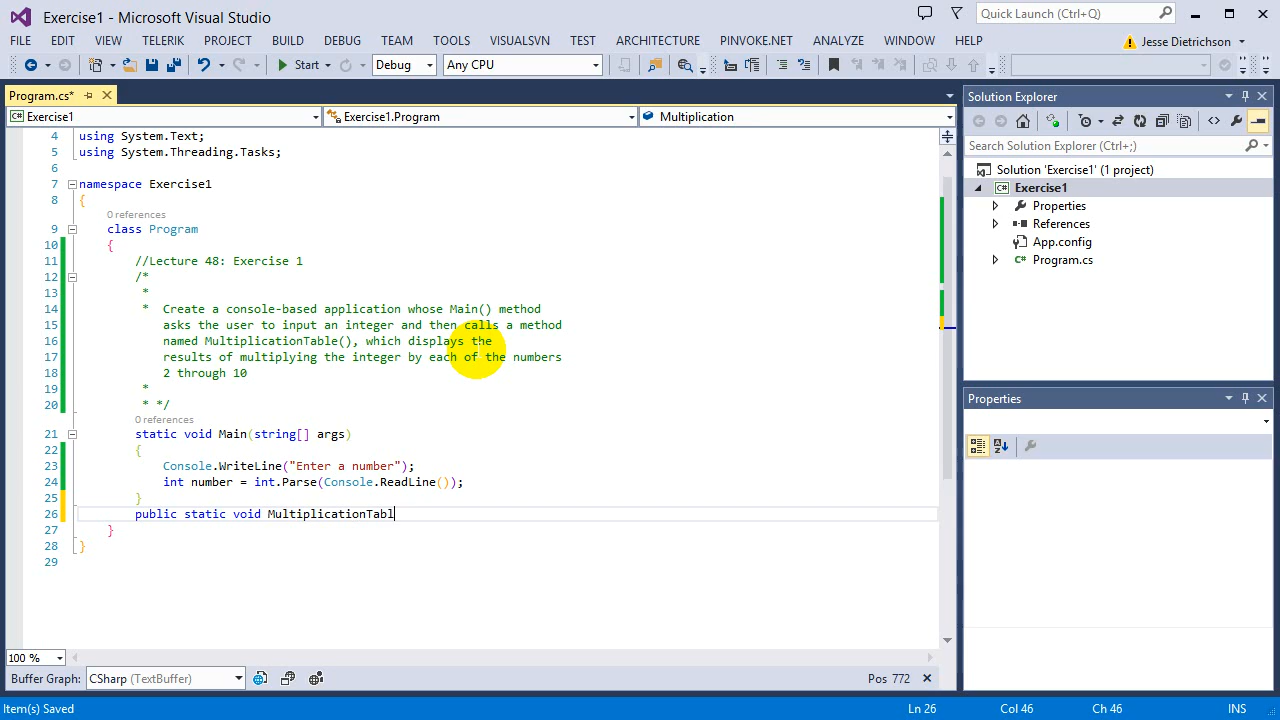 Exercise1 - Microsoft Visual Studio
Quick Launch (Ctrl+Q)
FILE EDIT VIEW TELERIK PROJECT BUILD DEBUG TEAM TOOLS VISUALSVN TEST ARCHITECTURE PINVOKE.NET ANALYZE WINDOW HELP Jesse Dietrichson
Start Debug Any CPU
Program.cs*
Exercise1 Exercise1.Program Multiplication
4 using System.Text;
5 using System.Threading.Tasks;
6
7 namespace Exercise1
8 {
0 references
9 class Program
10 {
11 //Lecture 48: Exercise 1
12 /*
13 *
14 * Create a console-based application whose Main() method
15 asks the user to input an integer and then calls a method
16 named MultiplicationTable(), which displays the
17 results of multiplying the integer by each of the numbers
18 2 through 10
19 *
20 * */
0 references
21 static void Main(string[] args)
22 {
23 Console.WriteLine("Enter a number");
24 int number = int.Parse(Console.ReadLine());
25 }
26 public static void MultiplicationTabl
27 }
28 }
29
100 %
Buffer Graph: CSharp (TextBuffer) Pos 772
Solution Explorer
Search Solution Explorer (Ctrl+;)
Solution 'Exercise1' (1 project)
Exercise1
Properties
References
App.config
Program.cs
Properties
Item(s) Saved Ln 26 Col 46 Ch 46 INS